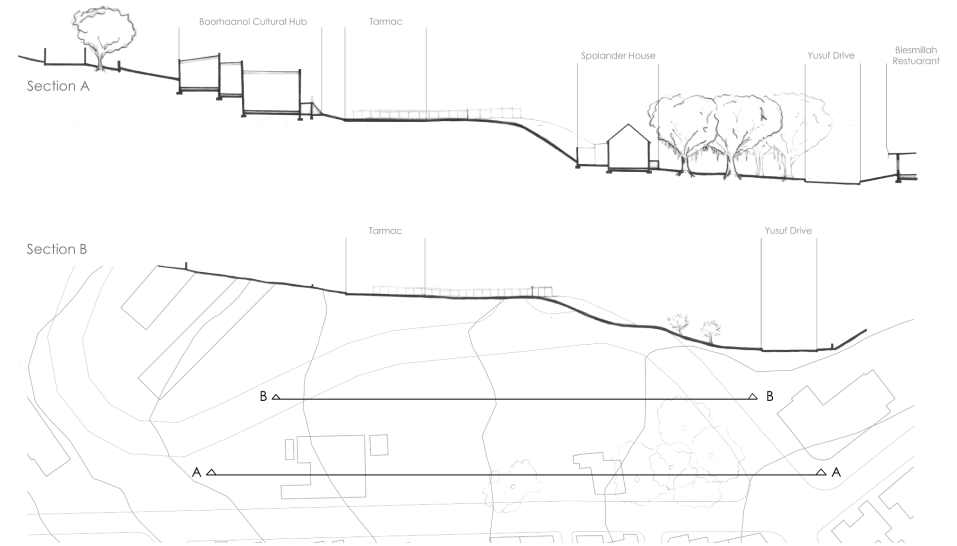 Boorhaanol Cultural Hub
Tarmac
Spolander House
Yusuf Drive
Biesmillah
Restuarant
Section A
Section B
Tarmac
Yusuf Drive
B
B
A
A